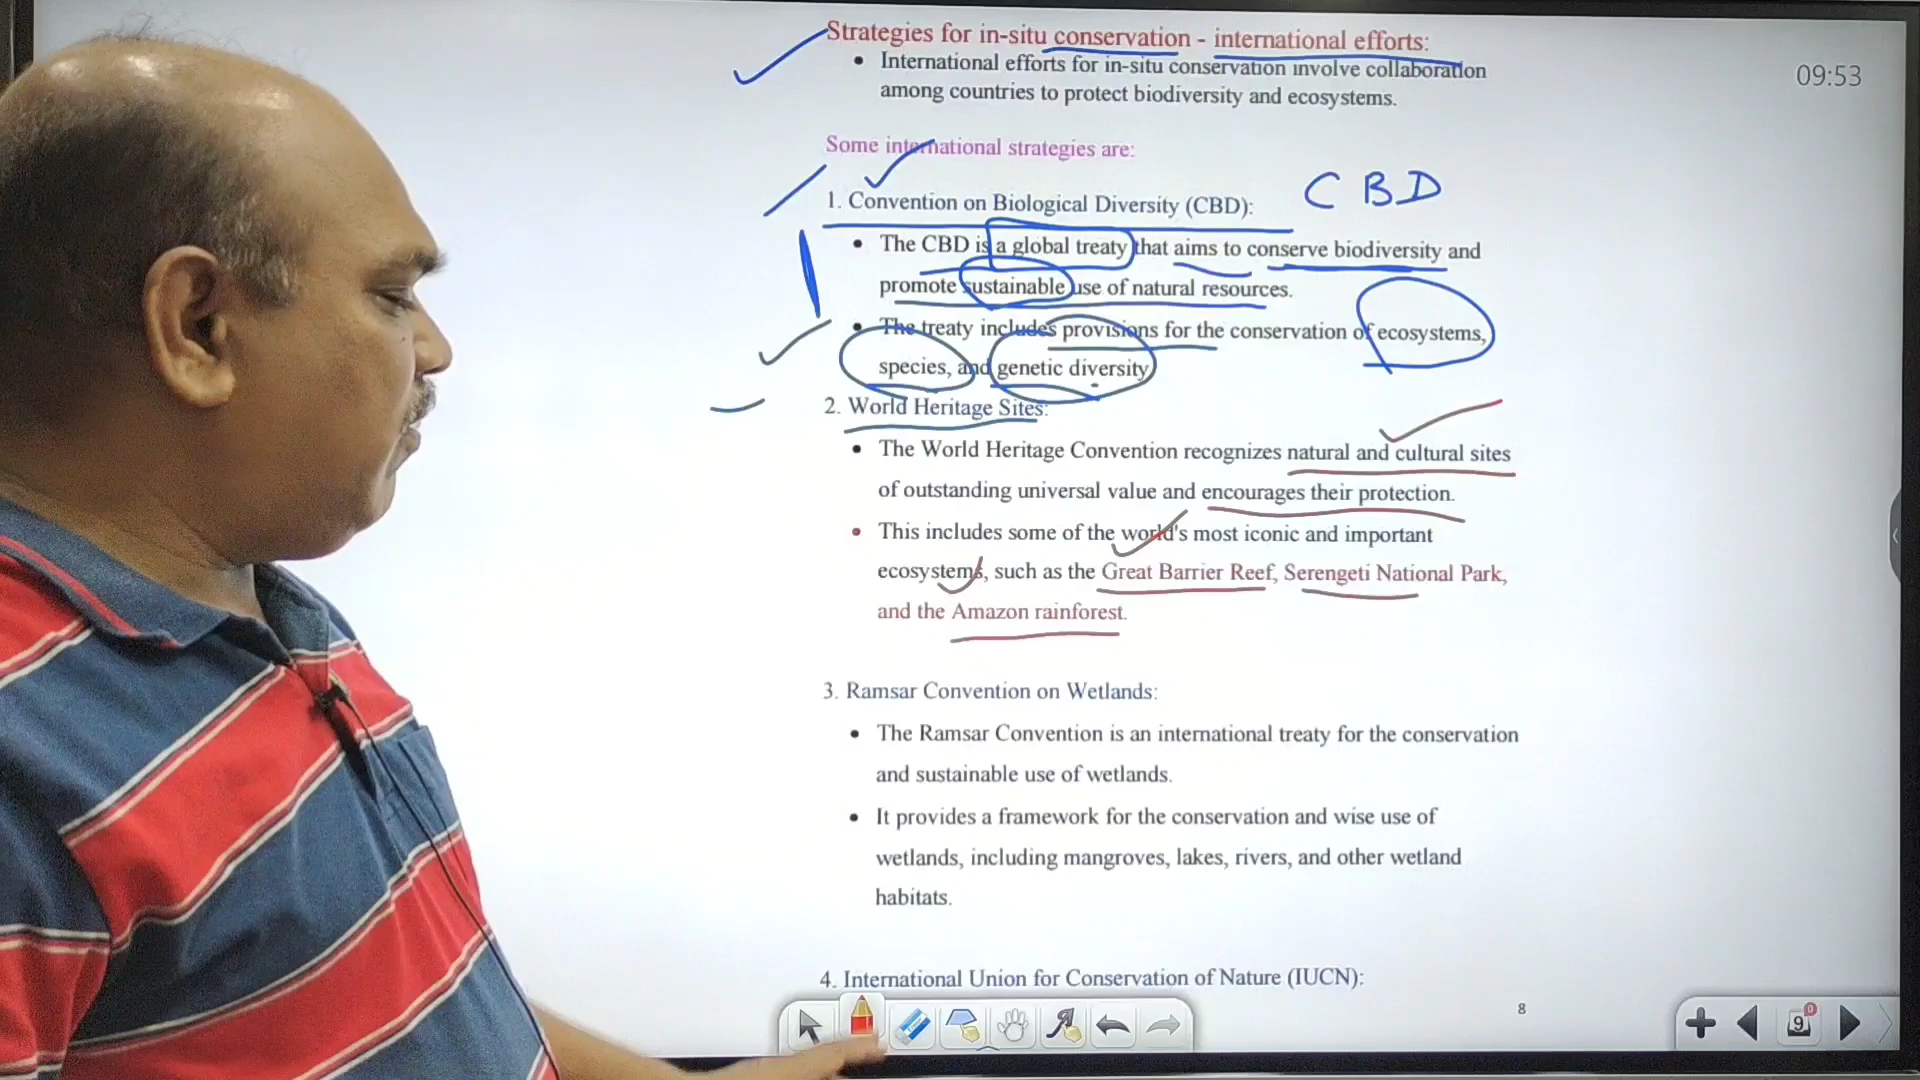 Strategies for in-situ conservation - international efforts:
• International efforts for in-situ conservation involve collaboration
among countries to protect biodiversity and ecosystems.
09:53
Some international strategies are:
CBD
1. Convention on Biological Diversity (CBD):
• The CBD is a global treaty that aims to conserve biodiversity and
promote sustainable use of natural resources.
• The treaty includes provisions for the conservation of ecosystems,
species, and genetic diversity
2. World Heritage Sites:
• The World Heritage Convention recognizes natural and cultural sites
of outstanding universal value and encourages their protection.
• This includes some of the world's most iconic and important
ecosystems, such as the Great Barrier Reef, Serengeti National Park,
and the Amazon rainforest.
3. Ramsar Convention on Wetlands:
• The Ramsar Convention is an international treaty for the conservation
and sustainable use of wetlands.
• It provides a framework for the conservation and wise use of
wetlands, including mangroves, lakes, rivers, and other wetland
habitats.
4. International Union for Conservation of Nature (IUCN):
8
9
0